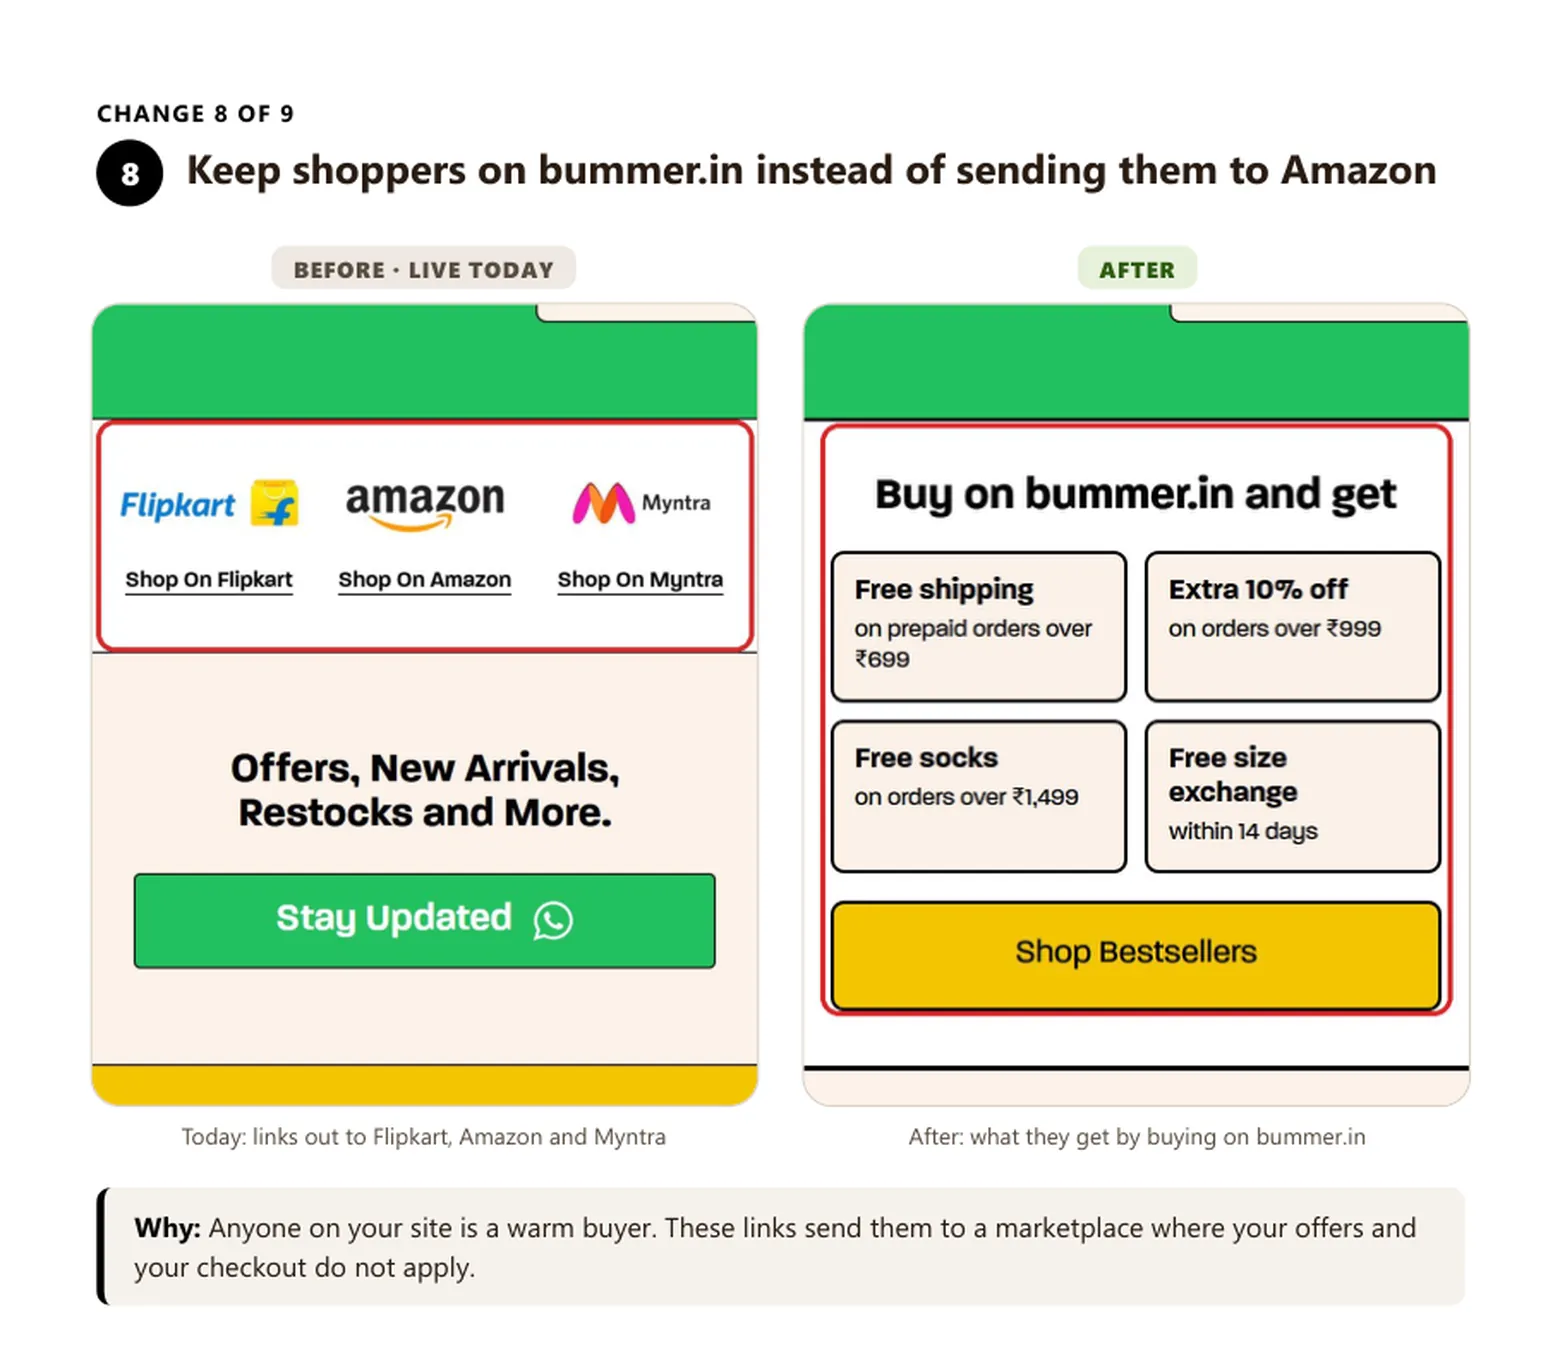 CHANGE 8 OF 9
8 Keep shoppers on bummer.in instead of sending them to Amazon
BEFORE · LIVE TODAY
Flipkart
amazon
Myntra
Shop On Flipkart
Shop On Amazon
Shop On Myntra
Offers, New Arrivals,
Restocks and More.
Stay Updated
Today: links out to Flipkart, Amazon and Myntra
AFTER
Buy on bummer.in and get
Free shipping
on prepaid orders over
₹699
Extra 10% off
on orders over ₹999
Free socks
on orders over ₹1,499
Free size
exchange
within 14 days
Shop Bestsellers
After: what they get by buying on bummer.in
Why: Anyone on your site is a warm buyer. These links send them to a marketplace where your offers and
your checkout do not apply.